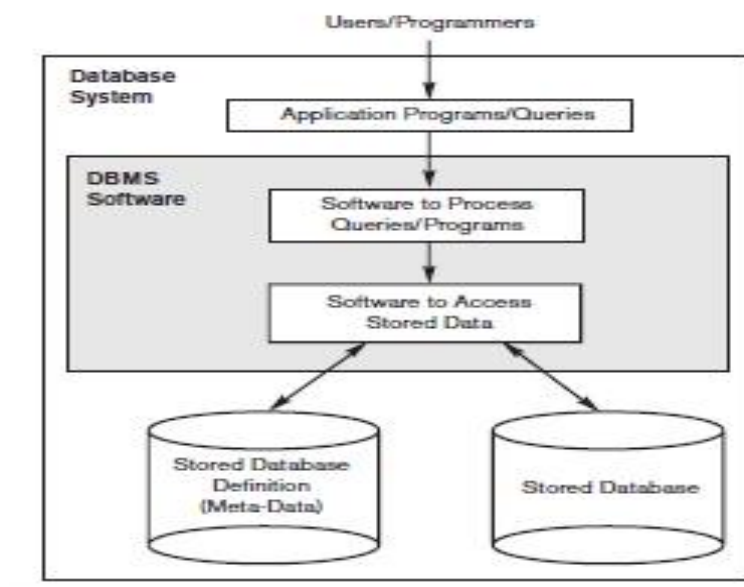 Users/Programmers
Database
System
Application Programs/Queries
DBMS
Software
Software to Process
Queries/Programs
Software to Access
Stored Data
Stored Database
Definition
(Meta-Data)
Stored Database